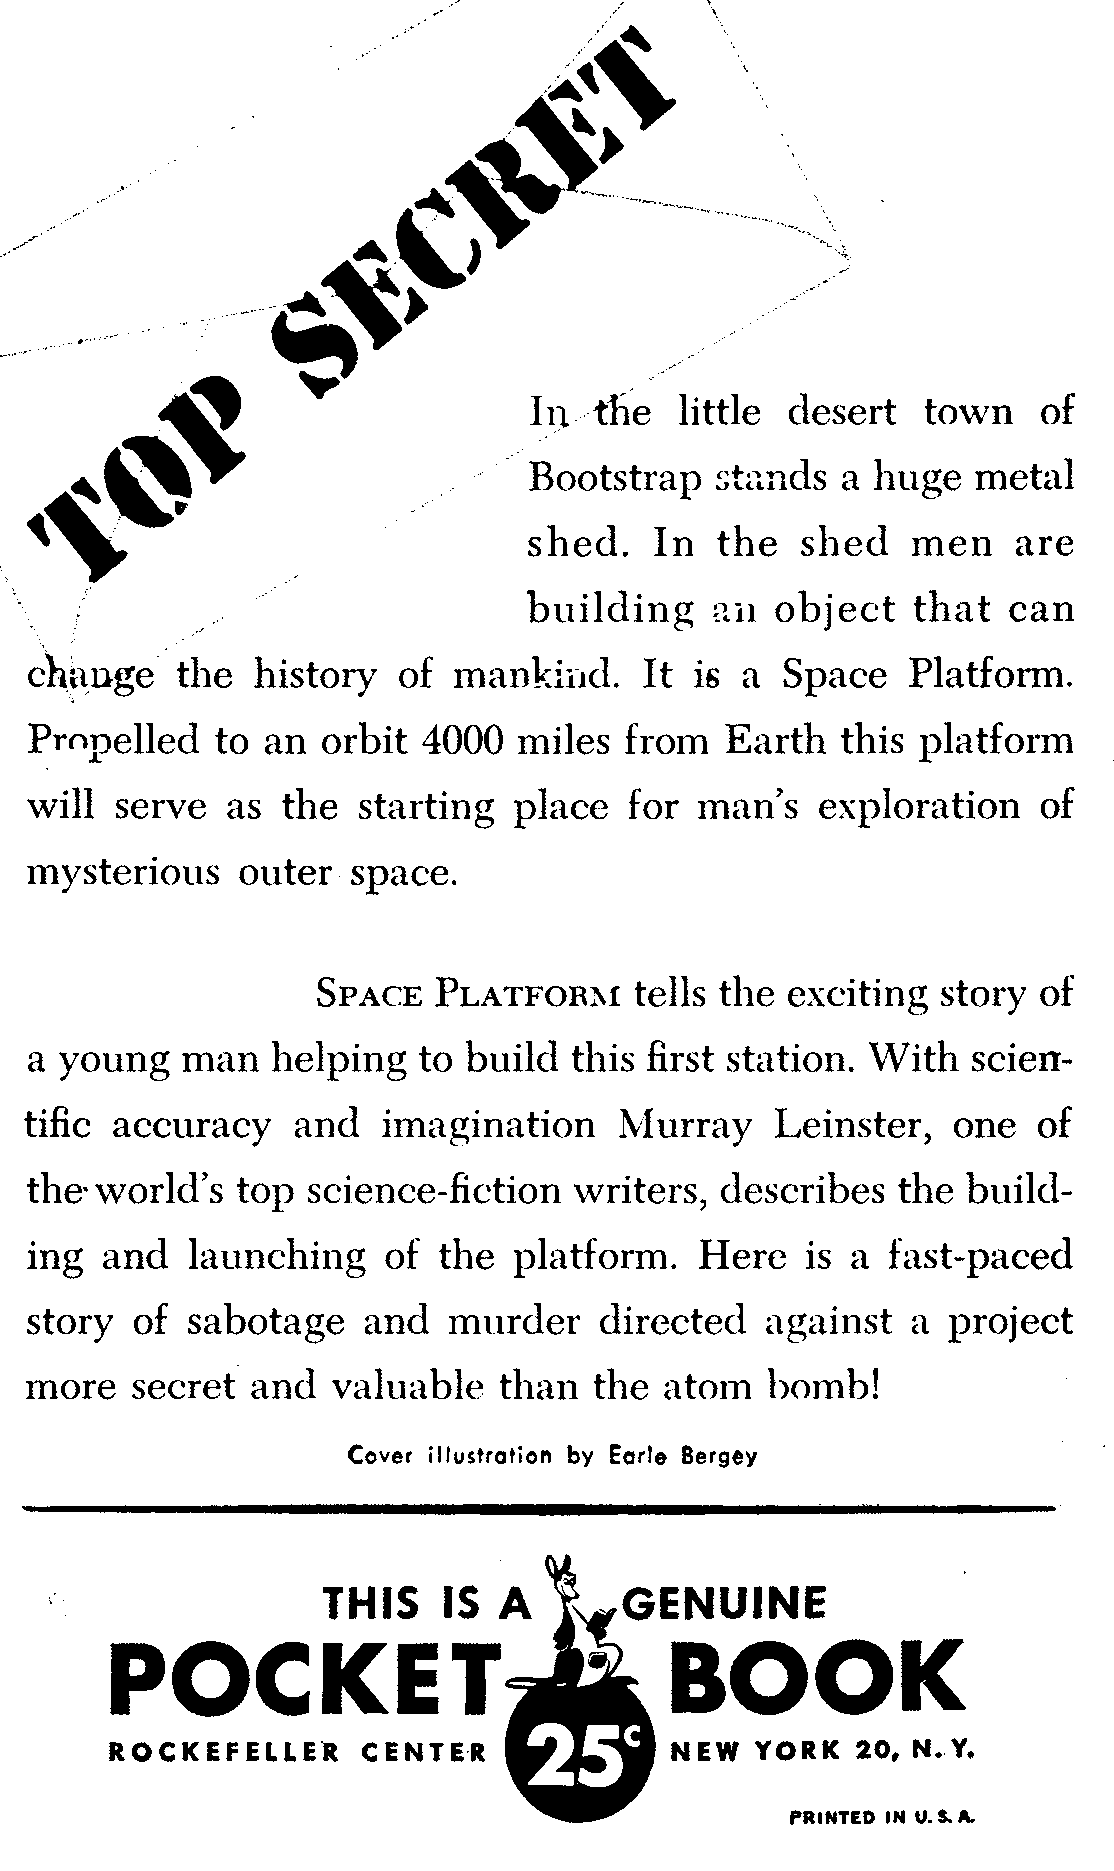 TOP SECRET
In the little desert town of
Bootstrap stands a huge metal
shed. In the shed men are
building an object that can
change the history of mankind. It is a Space Platform.
Propelled to an orbit 4000 miles from Earth this platform
will serve as the starting place for man's exploration of
mysterious outer space.
SPACE PLATFORM tells the exciting story of
a young man helping to build this first station. With scien-
tific accuracy and imagination Murray Leinster, one of
the world's top science-fiction writers, describes the build-
ing and launching of the platform. Here is a fast-paced
story of sabotage and murder directed against a project
more secret and valuable than the atom bomb!
Cover illustration by Earle Bergey
THIS IS A GENUINE
POCKET BOOK
ROCKEFELLER CENTER 25c NEW YORK 20, N. Y.
PRINTED IN U. S. A.